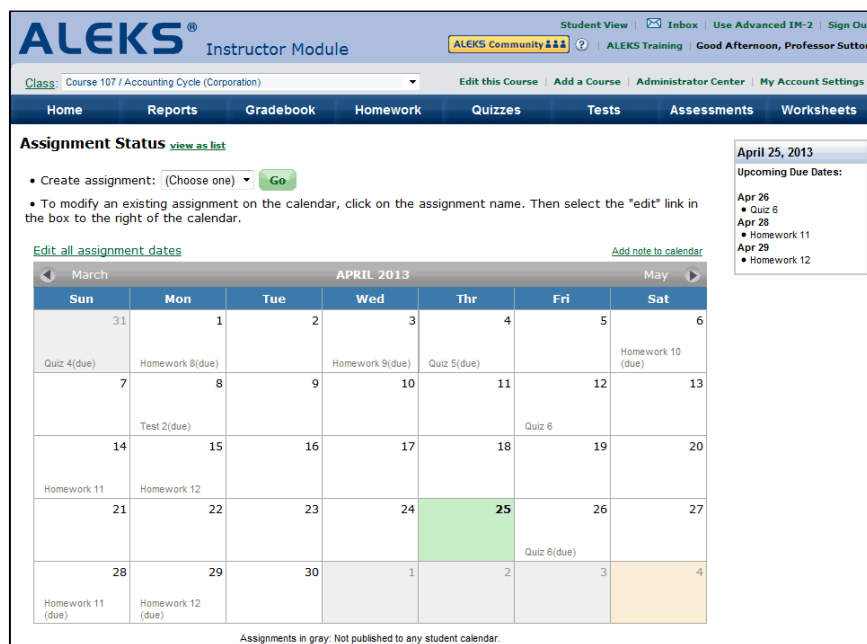 ALEKS® Instructor Module
Student View | Inbox | Use Advanced IM-2 | Sign Ou
ALEKS Community ? | ALEKS Training | Good Afternoon, Professor Sutton
Class: Course 107 / Accounting Cycle (Corporation)
Edit this Course | Add a Course | Administrator Center | My Account Settings
Home Reports Gradebook Homework Quizzes Tests Assessments Worksheets
Assignment Status view as list
• Create assignment: (Choose one) Go
• To modify an existing assignment on the calendar, click on the assignment name. Then select the "edit" link in
the box to the right of the calendar.
Edit all assignment dates
Add note to calendar
March APRIL 2013 May
Sun Mon Tue Wed Thr Fri Sat
31 1 2 3 4 5 6
Quiz 4(due) Homework 8(due) Homework 9(due) Quiz 5(due) Homework 10
(due)
7 8 9 10 11 12 13
Test 2(due) Quiz 6
14 15 16 17 18 19 20
Homework 11 Homework 12
21 22 23 24 25 26 27
Quiz 6(due)
28 29 30 1 2 3 4
Homework 11 Homework 12
(due) (due)
Assignments in gray: Not published to any student calendar.
April 25, 2013
Upcoming Due Dates:
Apr 26
• Quiz 6
Apr 28
• Homework 11
Apr 29
• Homework 12